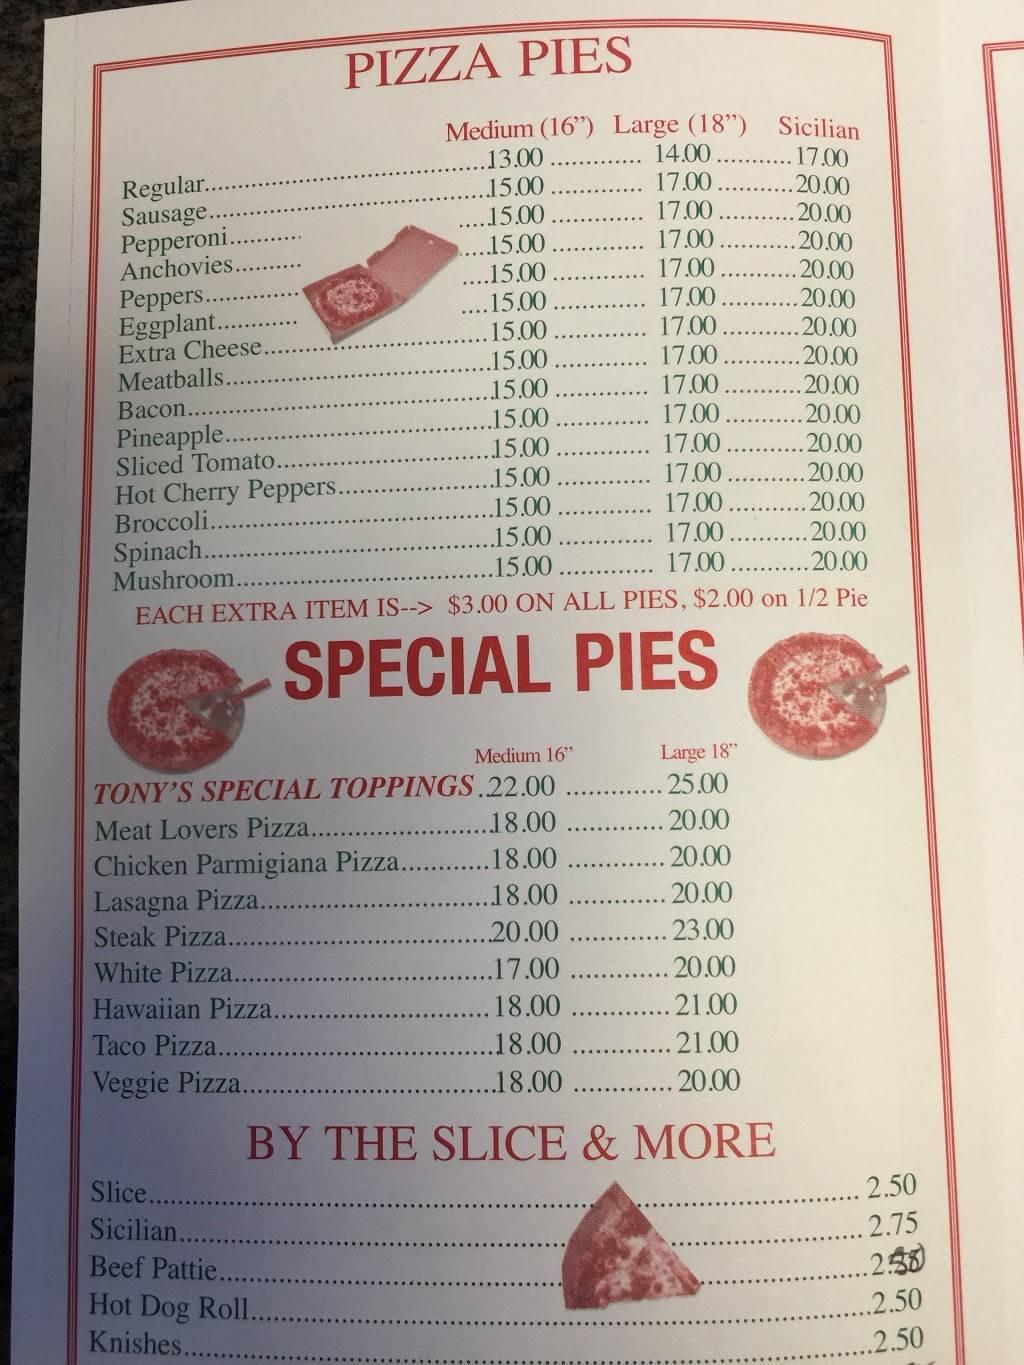 PIZZA PIES
Medium (16”) Large (18”) Sicilian
Regular 13.00 14.00 17.00
Sausage 15.00 17.00 20.00
Pepperoni 15.00 17.00 20.00
Anchovies 15.00 17.00 20.00
Peppers 15.00 17.00 20.00
Eggplant 15.00 17.00 20.00
Extra Cheese 15.00 17.00 20.00
Meatballs 15.00 17.00 20.00
Bacon 15.00 17.00 20.00
Pineapple 15.00 17.00 20.00
Sliced Tomato 15.00 17.00 20.00
Hot Cherry Peppers 15.00 17.00 20.00
Broccoli 15.00 17.00 20.00
Spinach 15.00 17.00 20.00
Mushroom 15.00 17.00 20.00
EACH EXTRA ITEM IS--> $3.00 ON ALL PIES, $2.00 on 1/2 Pie
SPECIAL PIES
Medium 16” Large 18”
TONY’S SPECIAL TOPPINGS 22.00 25.00
Meat Lovers Pizza 18.00 20.00
Chicken Parmigiana Pizza 18.00 20.00
Lasagna Pizza 18.00 20.00
Steak Pizza 20.00 23.00
White Pizza 17.00 20.00
Hawaiian Pizza 18.00 21.00
Taco Pizza 18.00 21.00
Veggie Pizza 18.00 20.00
BY THE SLICE & MORE
Slice 2.50
Sicilian 2.75
Beef Pattie
Hot Dog Roll 2.50
Knishes 2.50